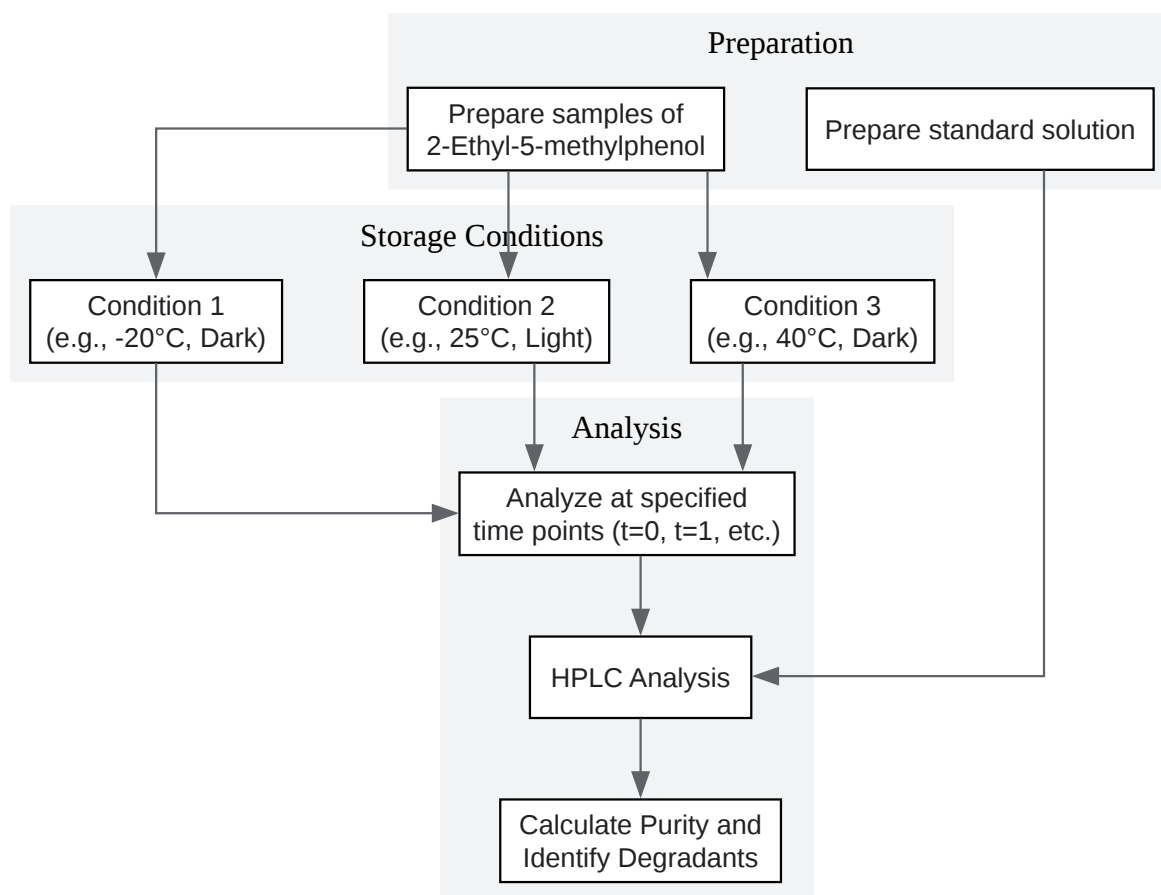 Preparation
Prepare samples of
2-Ethyl-5-methylphenol
Prepare standard solution
Storage Conditions
Condition 1
(e.g., -20°C, Dark)
Condition 2
(e.g., 25°C, Light)
Condition 3
(e.g., 40°C, Dark)
Analysis
Analyze at specified
time points (t=0, t=1, etc.)
HPLC Analysis
Calculate Purity and
Identify Degradants